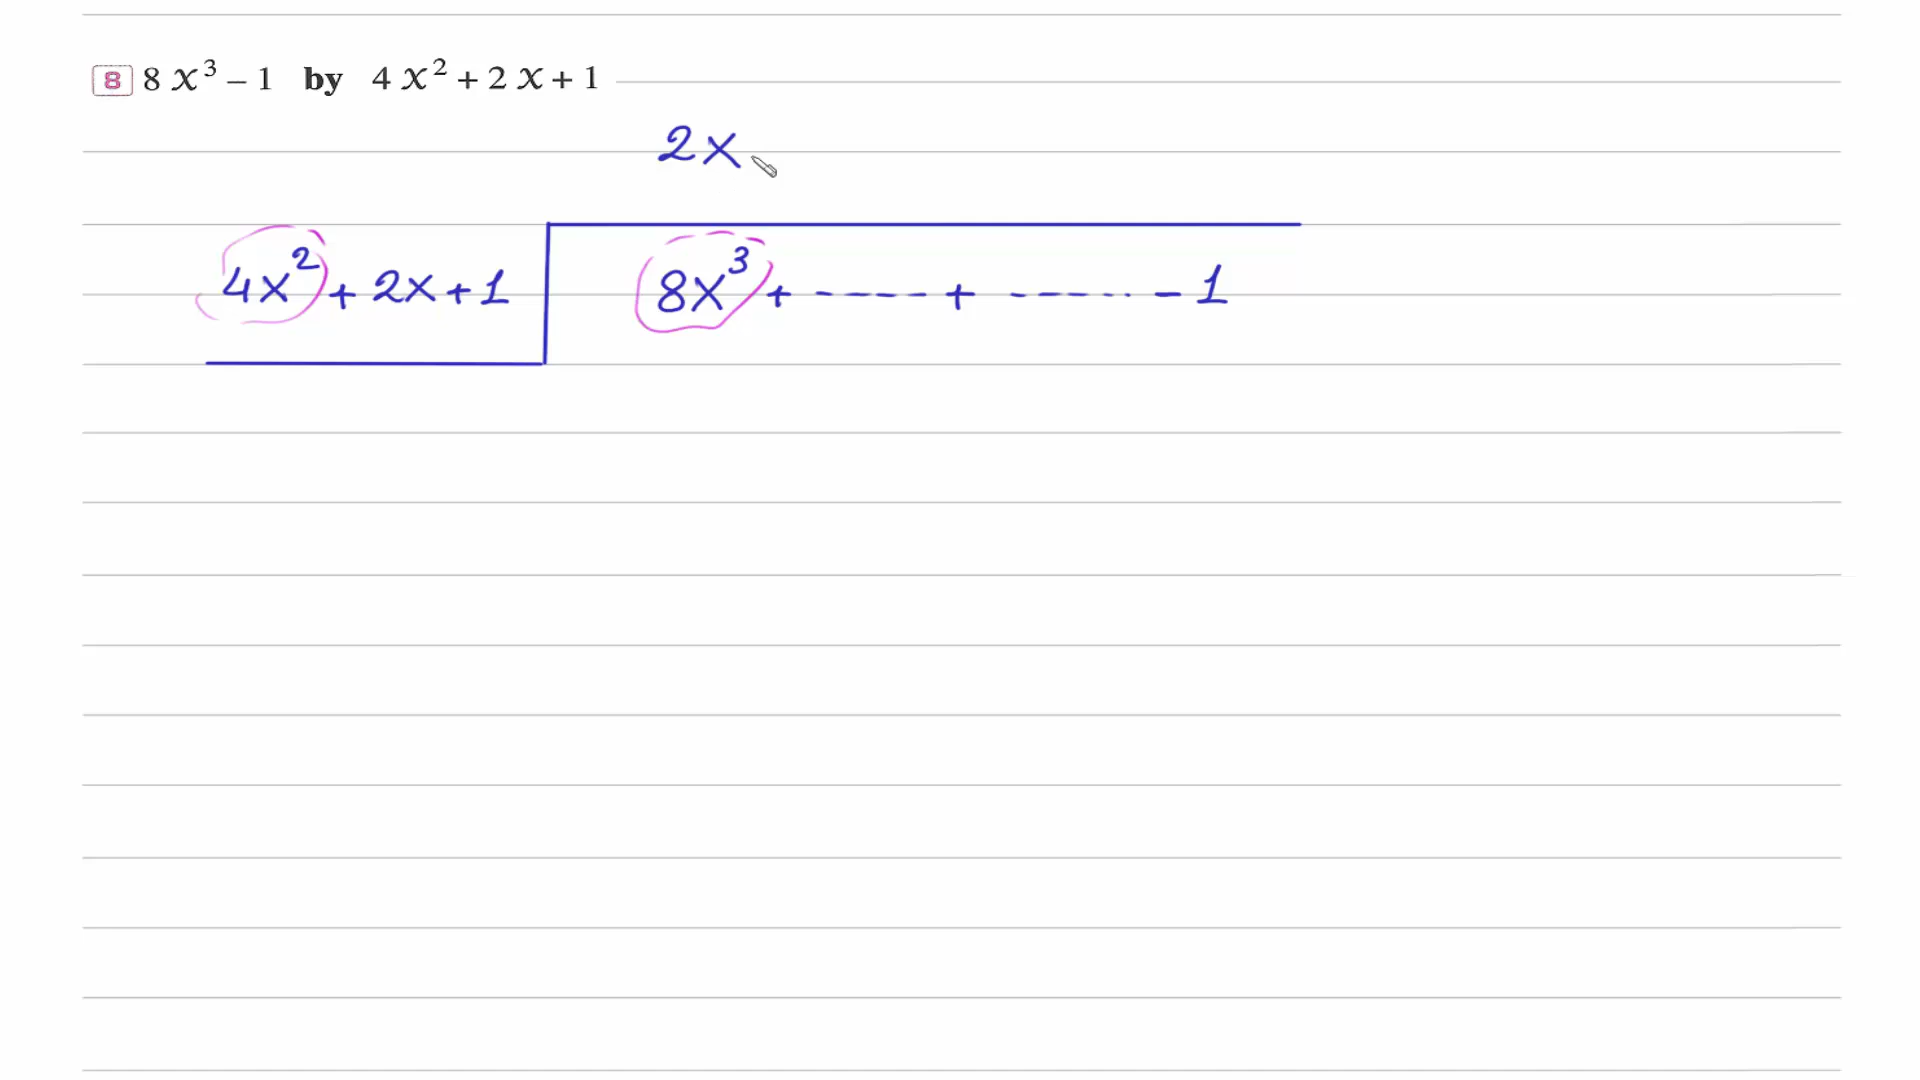 8 8x³ – 1 by 4x² + 2x + 1
2x
4x² + 2x + 1 8x³ + ----- + ------ - 1